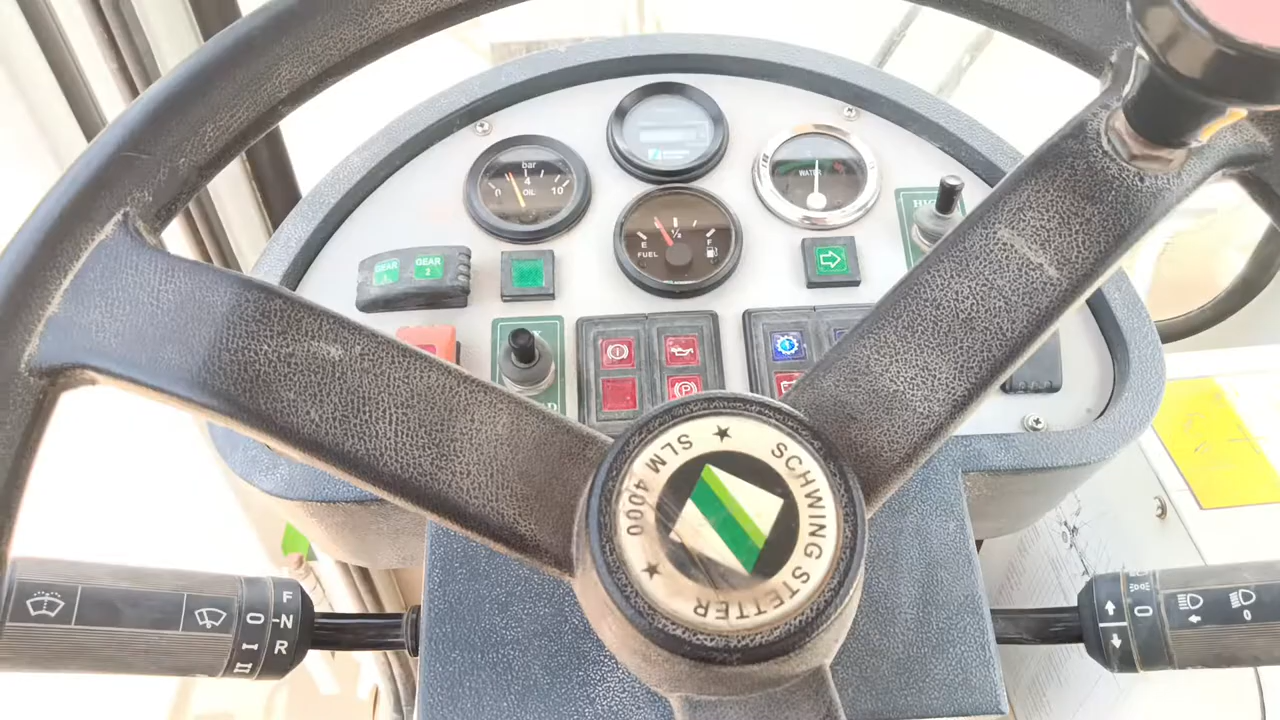 bar
0 4 10
OIL
WATER
E 1/2 F
FUEL
GEAR
1
GEAR
2
P
SCHWING STETTER
SLM 4000
F
N
R
0
I
II
0
0